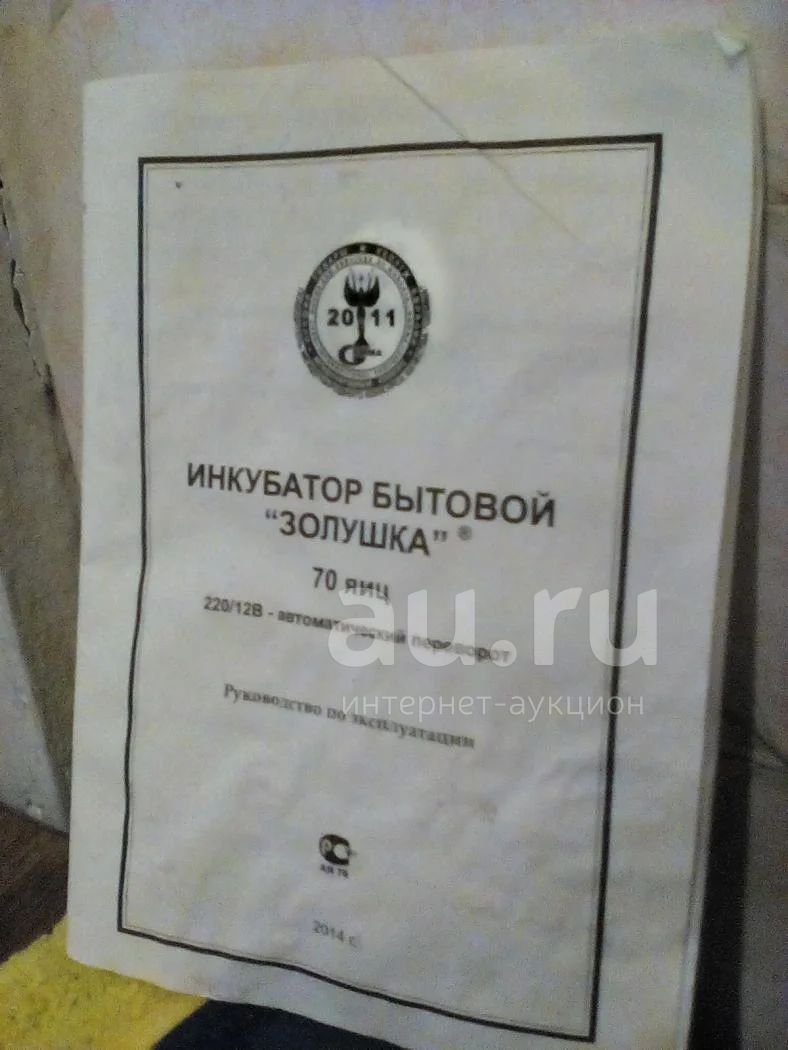 2011
ИНКУБАТОР БЫТОВОЙ
“ЗОЛУШКА” ®
70 яиц
220/12В - автоматический переворот
Руководство по эксплуатации
au.ru
интернет-аукцион
2014 г.